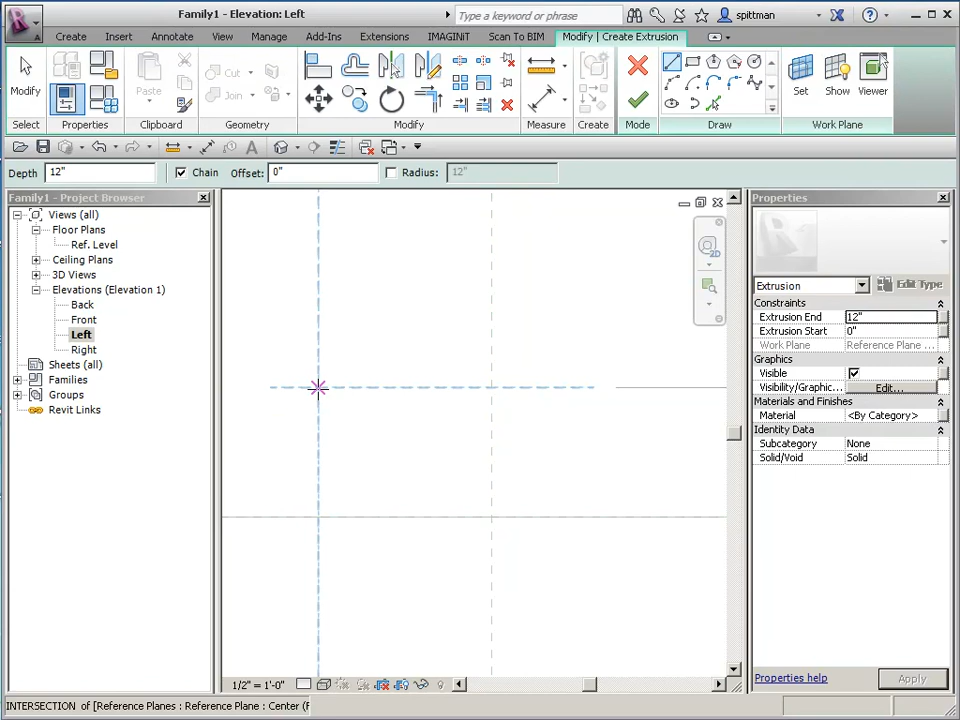 Family1 - Elevation: Left
Type a keyword or phrase
spittman
Create
Insert
Annotate
View
Manage
Add-Ins
Extensions
IMAGINiT
Scan To BIM
Modify | Create Extrusion
Modify
Paste
Cut
Join
Set
Show
Viewer
Select
Properties
Clipboard
Geometry
Modify
Measure
Create
Mode
Draw
Work Plane
Depth
12"
Chain
Offset:
0"
Radius:
12"
Family1 - Project Browser
Views (all)
Floor Plans
Ref. Level
Ceiling Plans
3D Views
Elevations (Elevation 1)
Back
Front
Left
Right
Sheets (all)
Families
Groups
Revit Links
2D
Properties
Extrusion
Edit Type
Constraints
Extrusion End 12"
Extrusion Start 0"
Work Plane Reference Plane ...
Graphics
Visible
Visibility/Graphic... Edit...
Materials and Finishes
Material <By Category>
Identity Data
Subcategory None
Solid/Void Solid
Properties help
Apply
1/2" = 1'-0"
INTERSECTION of [Reference Planes : Reference Plane : Center (F